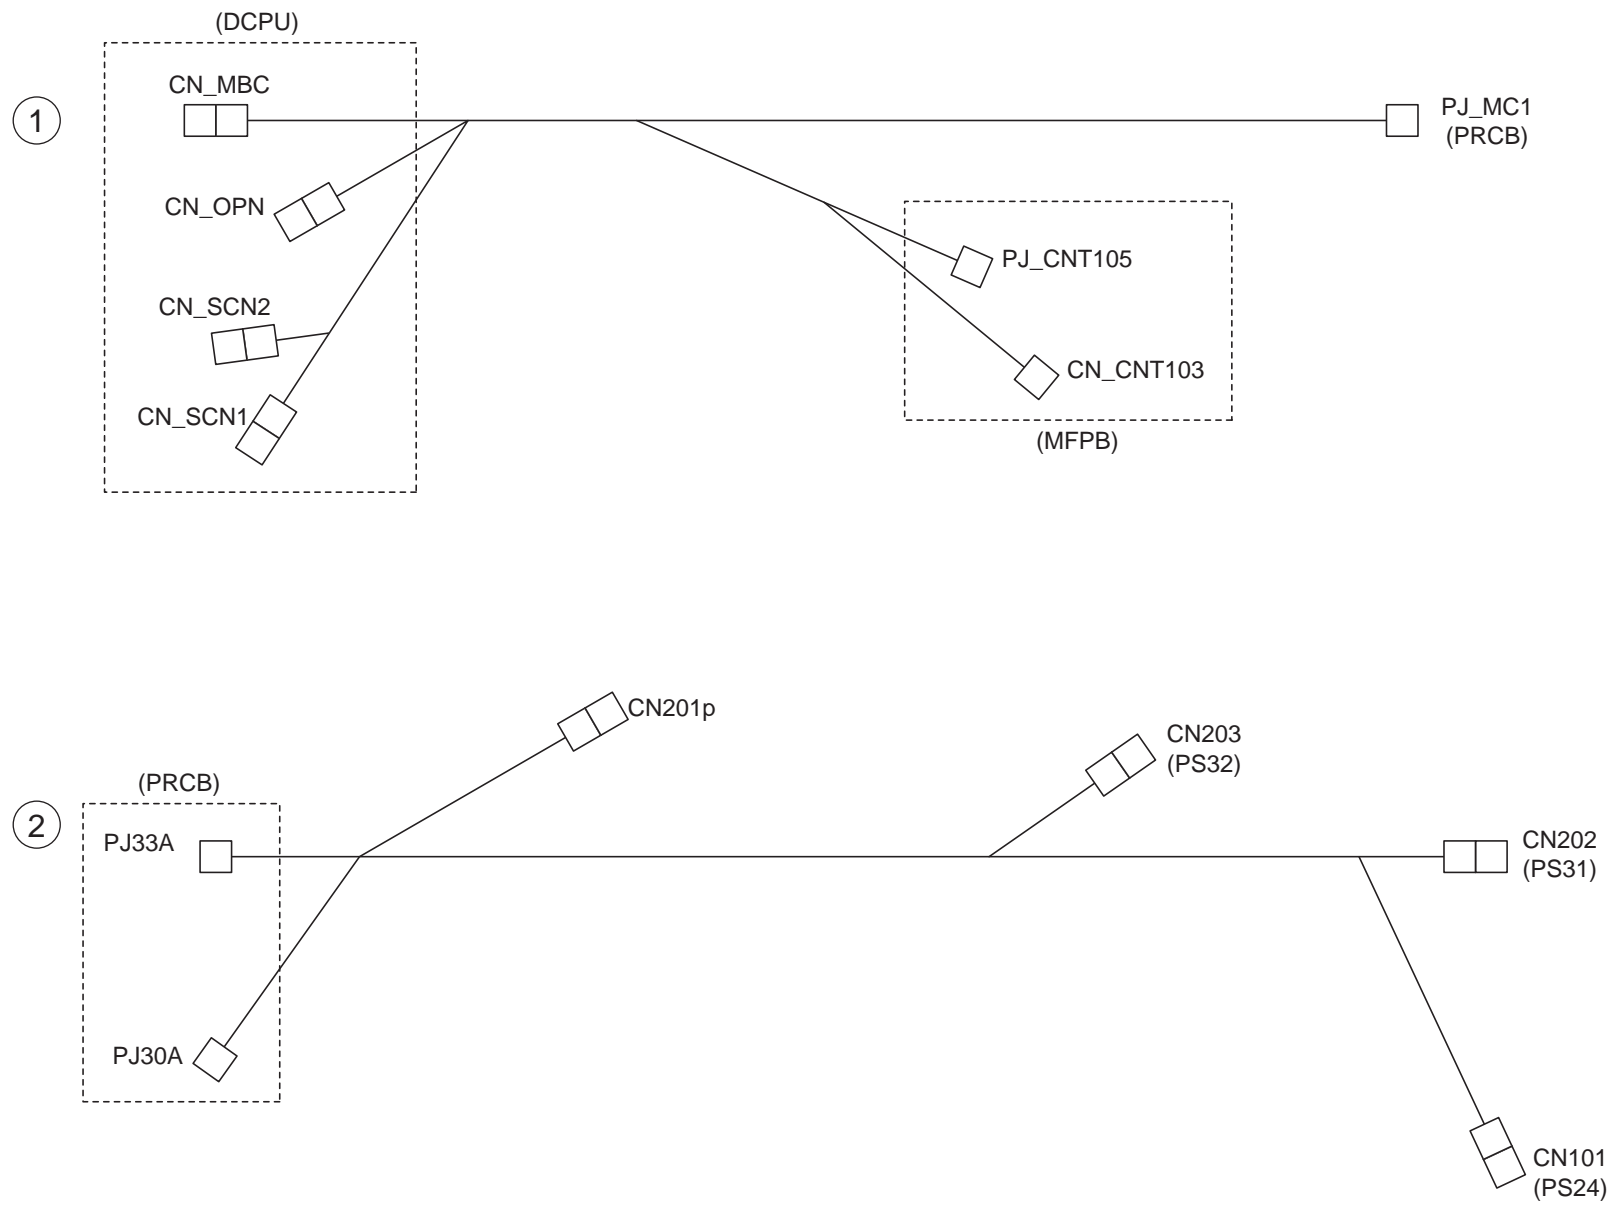 (DCPU)
CN_MBC
1
PJ_MC1
(PRCB)
CN_OPN
PJ_CNT105
CN_SCN2
CN_CNT103
CN_SCN1
(MFPB)
CN201p
CN203
(PS32)
(PRCB)
2
PJ33A
CN202
(PS31)
PJ30A
CN101
(PS24)